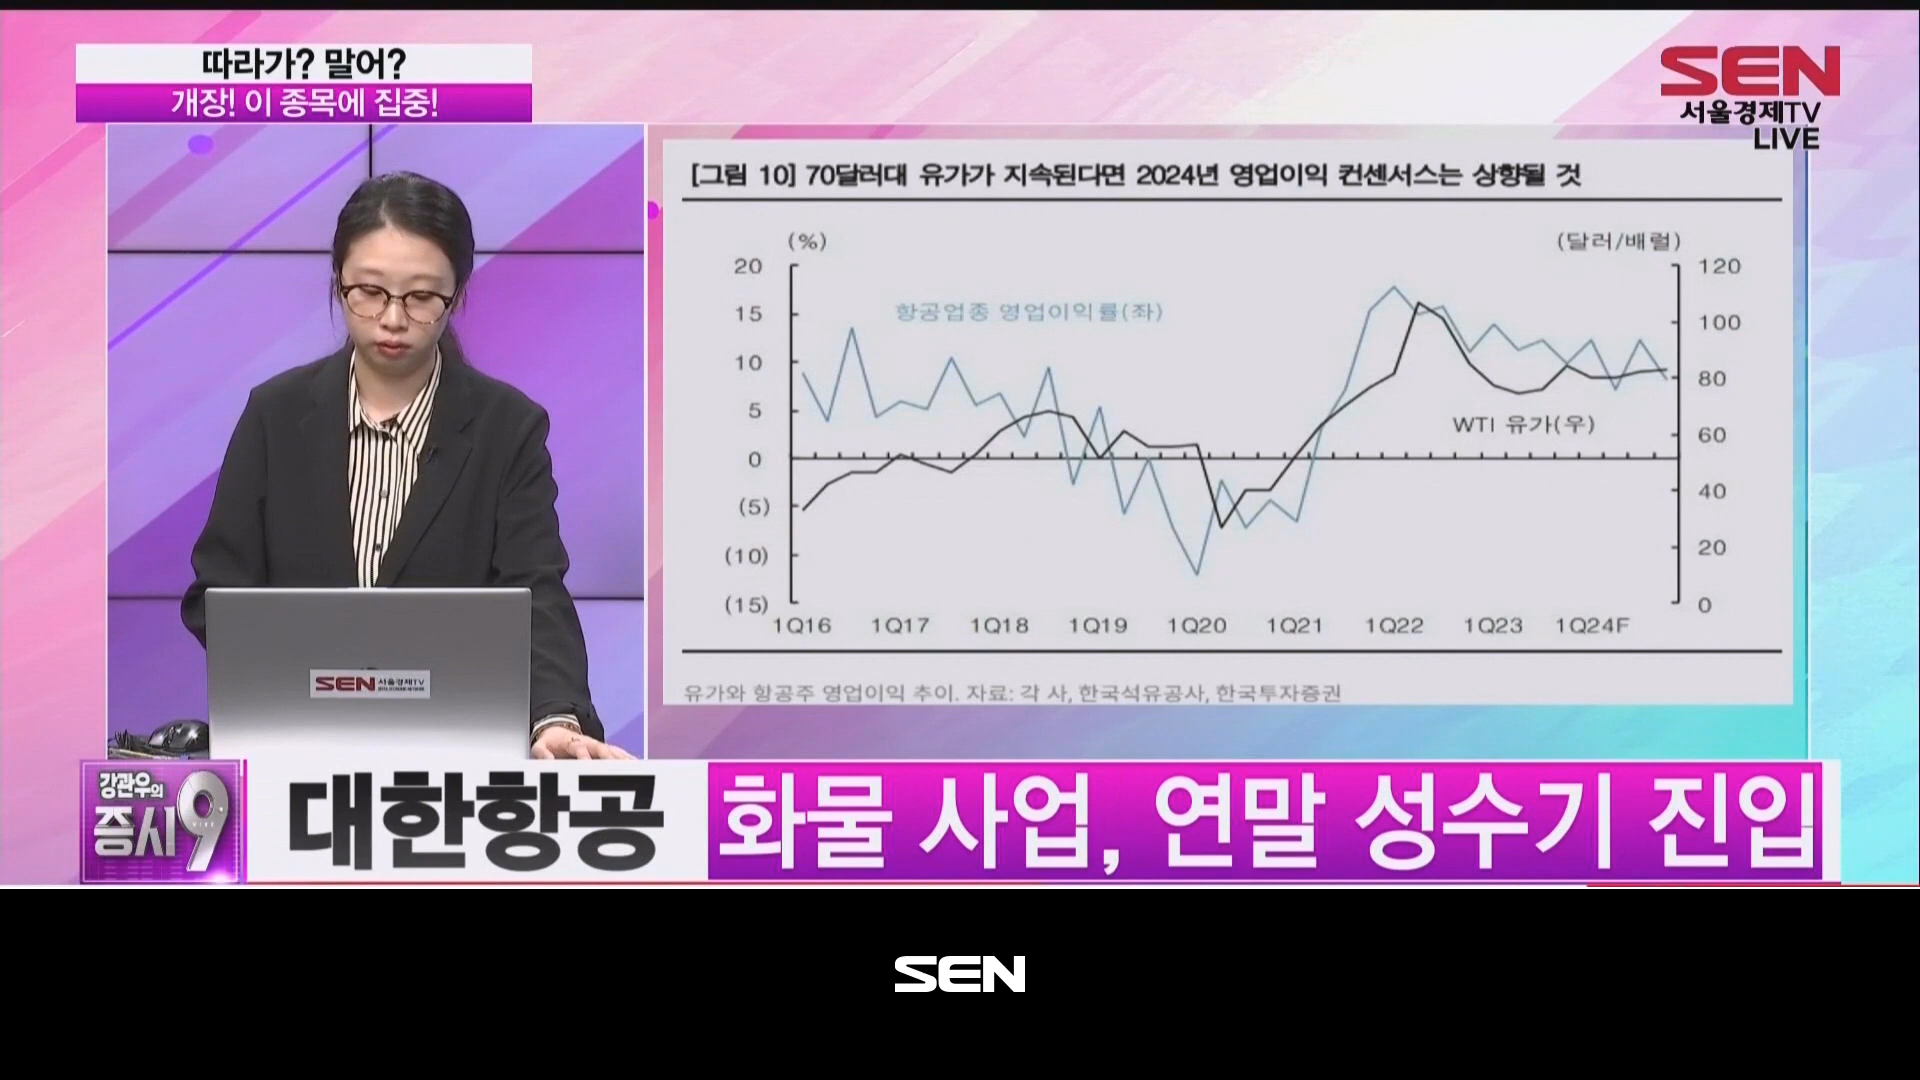 따라가? 말어?
개장! 이 종목에 집중!
SEN
서울경제TV
LIVE
[그림 10] 70달러대 유가가 지속된다면 2024년 영업이익 컨센서스는 상향될 것
(%)
(달러/배럴)
20
120
항공업종 영업이익률(좌)
15
100
10
80
5
WTI 유가(우)
60
0
(5)
40
(10)
20
(15)
0
1Q16 1Q17 1Q18 1Q19 1Q20 1Q21 1Q22 1Q23 1Q24F
유가와 항공주 영업이익 추이. 자료: 각 사, 한국석유공사, 한국투자증권
SEN 서울경제TV
강관우의
증시9
대한항공 화물 사업, 연말 성수기 진입
SEN